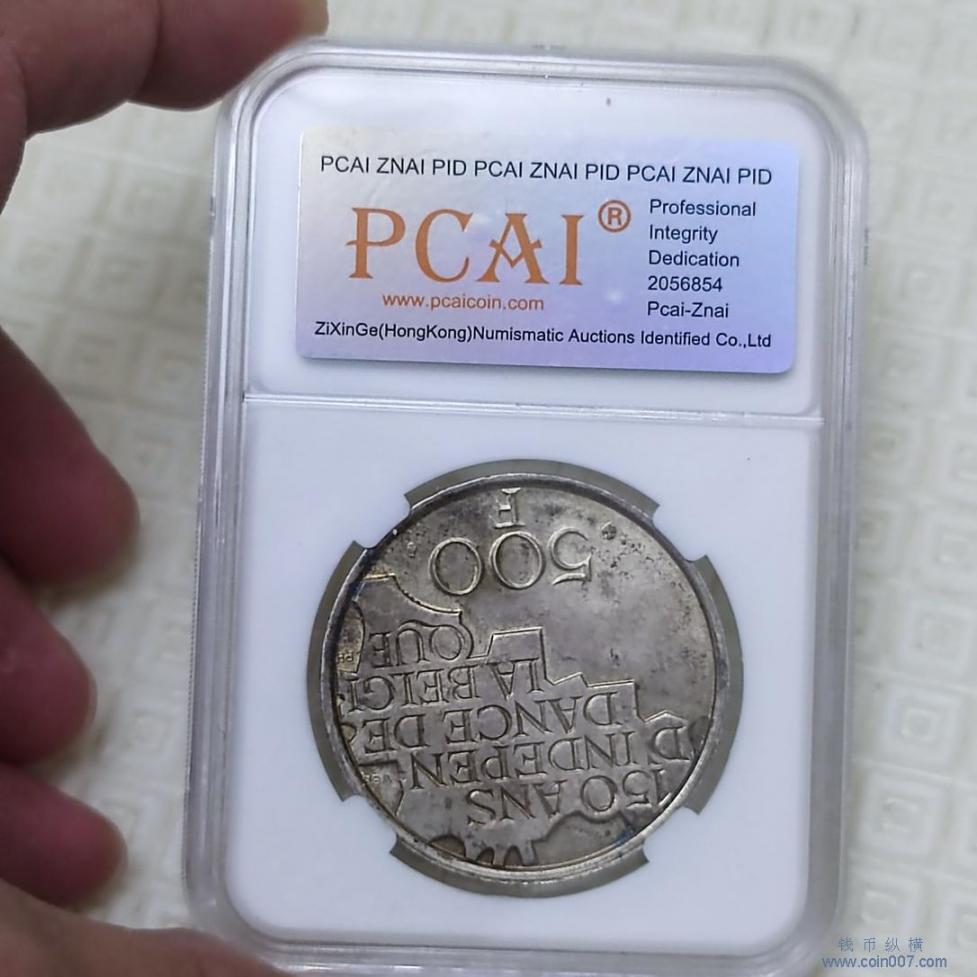 PCAI ZNAI PID PCAI ZNAI PID PCAI ZNAI PID
PCAI®
www.pcaicoin.com
Professional
Integrity
Dedication
2056854
Pcai-Znai
ZiXinGe(HongKong)Numismatic Auctions Identified Co.,Ltd
150 ANS
D INDEPEN
DANCE DE
LA BELGI
QUE
500
F
钱币纵横
www.coin007.com